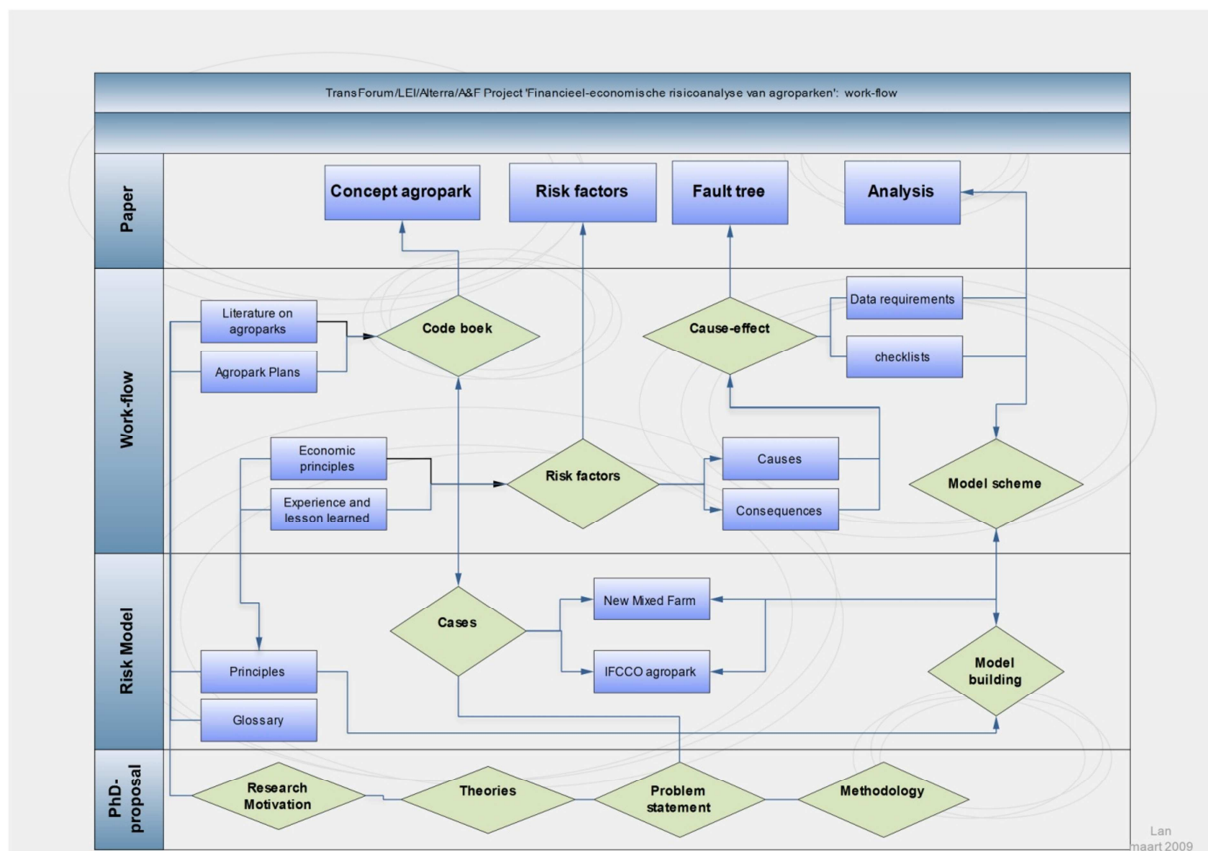 TransForum/LEI/Alterra/A&F Project 'Financieel-economische risicoanalyse van agroparken': work-flow
Paper
Concept agropark
Risk factors
Fault tree
Analysis
Work-flow
Literature on
agroparks
Agropark Plans
Code boek
Cause-effect
Data requirements
checklists
Economic
principles
Experience and
lesson learned
Risk factors
Causes
Consequences
Model scheme
Risk Model
Cases
New Mixed Farm
IFCCO agropark
Principles
Glossary
Model
building
PhD-
proposal
Research
Motivation
Theories
Problem
statement
Methodology
Lan
maart 2009